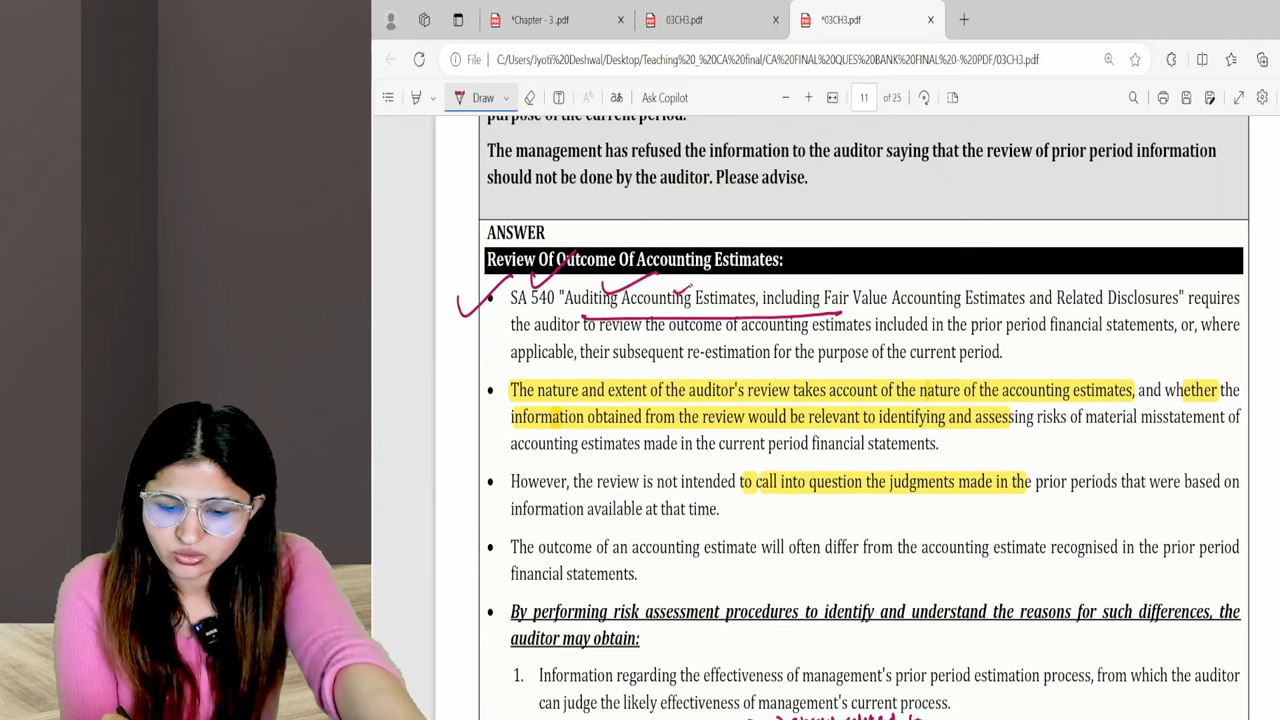 *Chapter - 3 .pdf
03CH3.pdf
*03CH3.pdf
File
C:/Users/Jyoti%20Deshwal/Desktop/Teaching%20_%20CA%20final/CA%20FINAL%20QUES%20BANK%20FINAL%20-%20PDF/03CH3.pdf
Draw
Ask Copilot
11 of 25
purpose of the current period.
The management has refused the information to the auditor saying that the review of prior period information
should not be done by the auditor. Please advise.
ANSWER
Review Of Outcome Of Accounting Estimates:
• SA 540 "Auditing Accounting Estimates, including Fair Value Accounting Estimates and Related Disclosures" requires
the auditor to review the outcome of accounting estimates included in the prior period financial statements, or, where
applicable, their subsequent re-estimation for the purpose of the current period.
• The nature and extent of the auditor's review takes account of the nature of the accounting estimates, and whether the
information obtained from the review would be relevant to identifying and assessing risks of material misstatement of
accounting estimates made in the current period financial statements.
• However, the review is not intended to call into question the judgments made in the prior periods that were based on
information available at that time.
• The outcome of an accounting estimate will often differ from the accounting estimate recognised in the prior period
financial statements.
• By performing risk assessment procedures to identify and understand the reasons for such differences, the
auditor may obtain:
1. Information regarding the effectiveness of management's prior period estimation process, from which the auditor
can judge the likely effectiveness of management's current process.